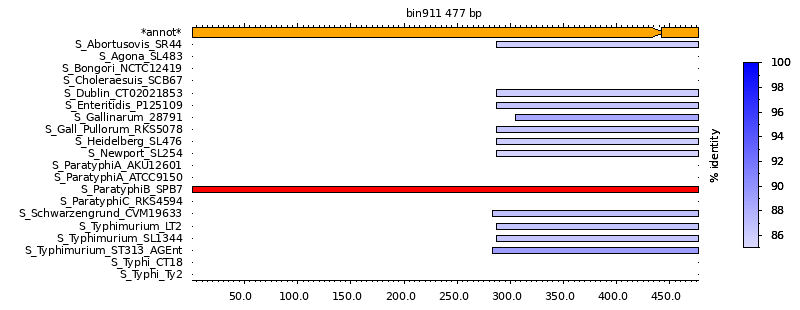 bin911 477 bp
*annot*
S_Abortusovis_SR44
S_Agona_SL483
S_Bongori_NCTC12419
S_Choleraesuis_SCB67
S_Dublin_CT02021853
S_Enteritidis_P125109
S_Gallinarum_28791
S_Gall_Pullorum_RKS5078
S_Heidelberg_SL476
S_Newport_SL254
S_ParatyphiA_AKU12601
S_ParatyphiA_ATCC9150
S_ParatyphiB_SPB7
S_ParatyphiC_RKS4594
S_Schwarzengrund_CVM19633
S_Typhimurium_LT2
S_Typhimurium_SL1344
S_Typhimurium_ST313_AGEnt
S_Typhi_CT18
S_Typhi_Ty2
50.0 100.0 150.0 200.0 250.0 300.0 350.0 400.0 450.0
% identity
100
98
96
94
92
90
88
86